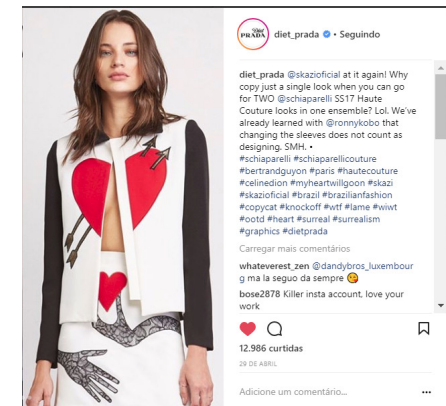 Diet PRADA
diet_prada • Seguindo
diet_prada @skazioficial at it again! Why
copy just a single look when you can go
for TWO @schiaparelli SS17 Haute
Couture looks in one ensemble? Lol. We've
already learned with @ronnykobo that
changing the sleeves does not count as
designing. SMH. •
#schiaparelli #schiaparellicouture
#bertrandguyon #paris #hautecouture
#celinedion #myheartwillgoon #skazi
#skazioficial #brazil #brazilianfashion
#copycat #knockoff #wtf #lame #wiwt
#ootd #heart #surreal #surrealism
#graphics #dietprada
Carregar mais comentários
whateverest_zen @dandybros_luxembour
g ma la seguo da sempre 😘
bose2878 Killer insta account, love your
work
12.986 curtidas
29 DE ABRIL
Adicione um comentário...